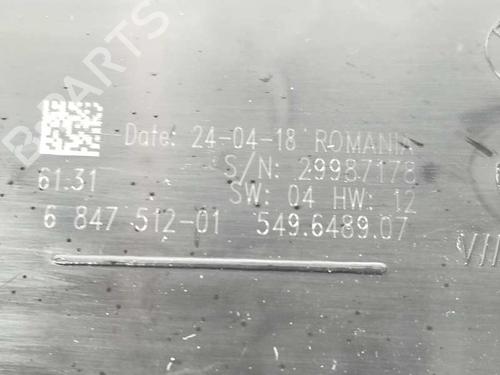 Date: 24-04-18 ROMANIA
S/N: 29987178
61.31
SW: 04 HW: 12
6 847 512-01 549.6489.07
B-PARTS